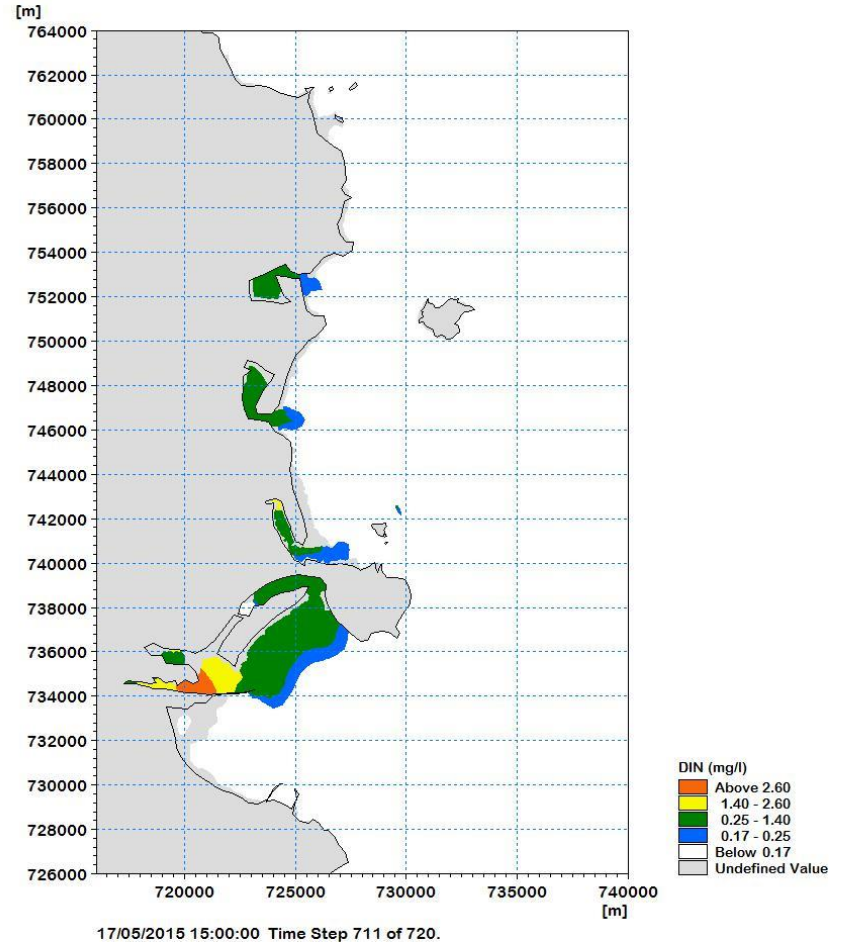 [m]
764000
762000
760000
758000
756000
754000
752000
750000
748000
746000
744000
742000
740000
738000
736000
734000
732000
730000
728000
726000
720000 725000 730000 735000 740000
[m]
DIN (mg/l)
Above 2.60
1.40 - 2.60
0.25 - 1.40
0.17 - 0.25
Below 0.17
Undefined Value
17/05/2015 15:00:00 Time Step 711 of 720.